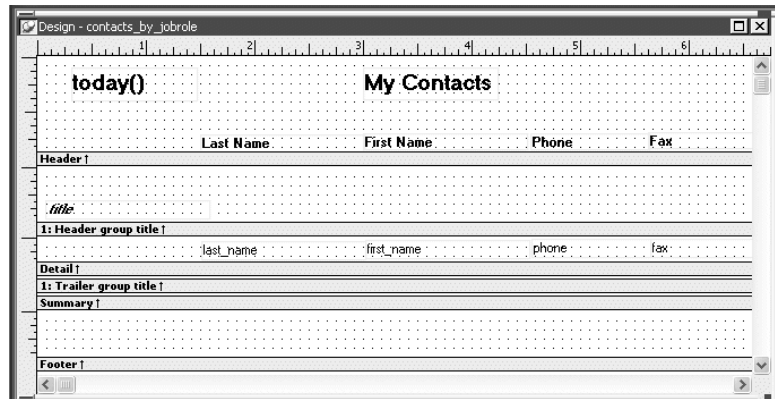 Design - contacts_by_jobrole
1 2 3 4 5 6
today() My Contacts
Last Name First Name Phone Fax
Header ↑
title
1: Header group title ↑
last_name first_name phone fax
Detail ↑
1: Trailer group title ↑
Summary ↑
Footer ↑